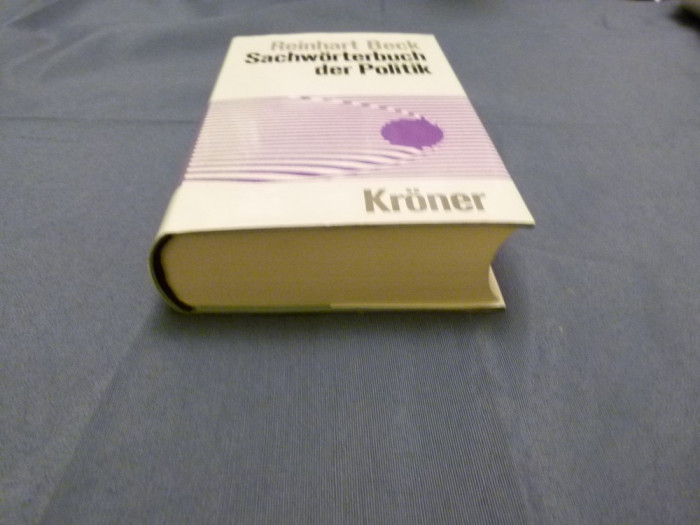 Reinhart Beck
Sachwörterbuch
der Politik
Kröner